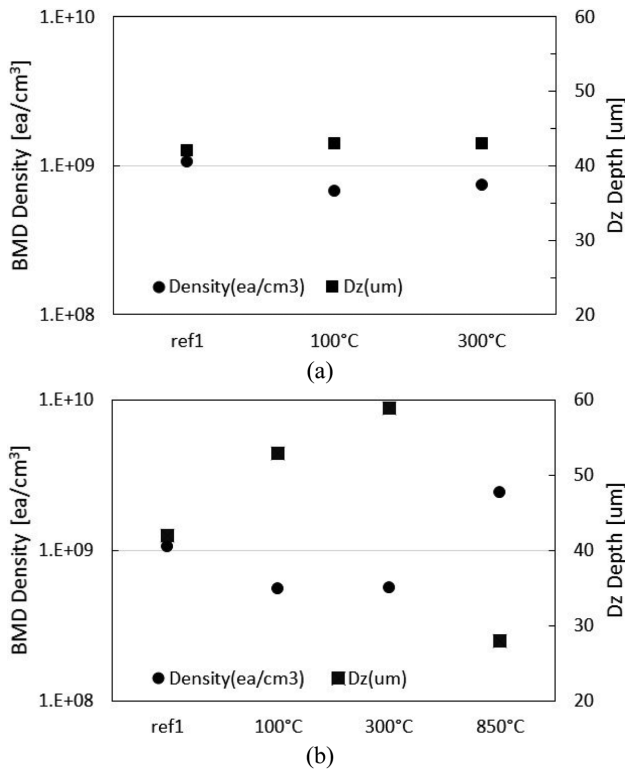 1.E+10
1.E+09
1.E+08
BMD Density [ea/cm³]
60
50
40
30
20
Dz Depth [um]
Density(ea/cm3) Dz(um)
ref1 100°C 300°C
(a)
1.E+10
1.E+09
1.E+08
BMD Density [ea/cm³]
60
50
40
30
20
Dz Depth [um]
Density(ea/cm3) Dz(um)
ref1 100°C 300°C 850°C
(b)